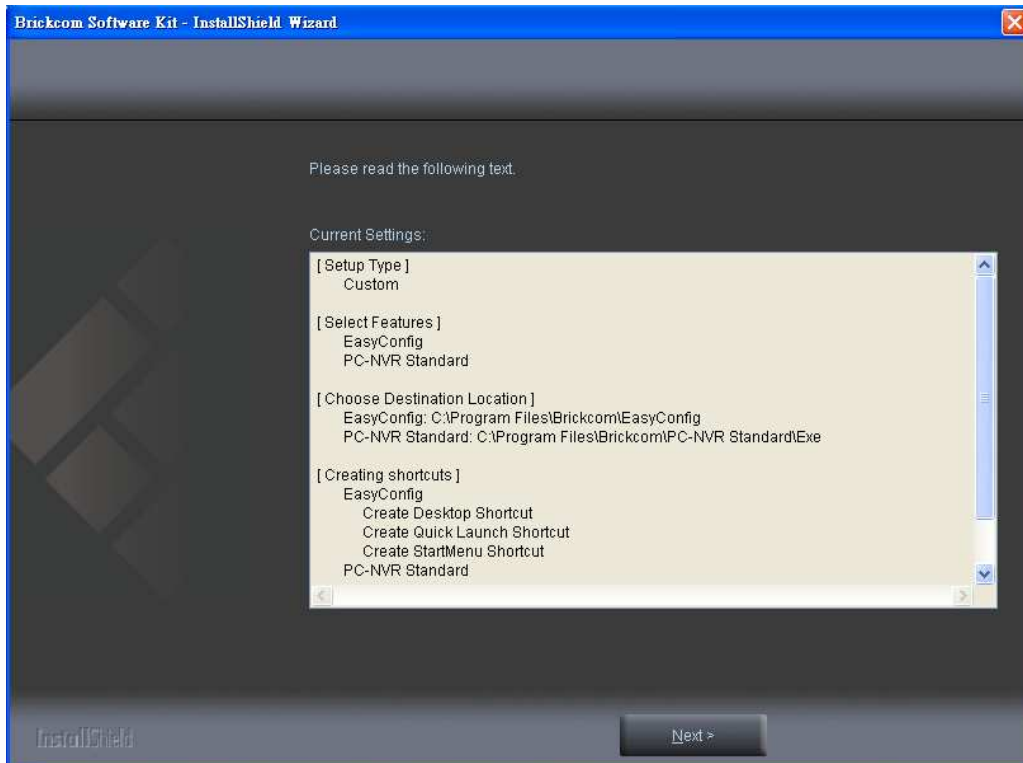 Brickcom Software Kit - InstallShield Wizard
Please read the following text.
Current Settings:
[ Setup Type ]
Custom
[ Select Features ]
EasyConfig
PC-NVR Standard
[ Choose Destination Location ]
EasyConfig: C:\Program Files\Brickcom\EasyConfig
PC-NVR Standard: C:\Program Files\Brickcom\PC-NVR Standard\Exe
[ Creating shortcuts ]
EasyConfig
Create Desktop Shortcut
Create Quick Launch Shortcut
Create StartMenu Shortcut
PC-NVR Standard
InstallShield
Next >